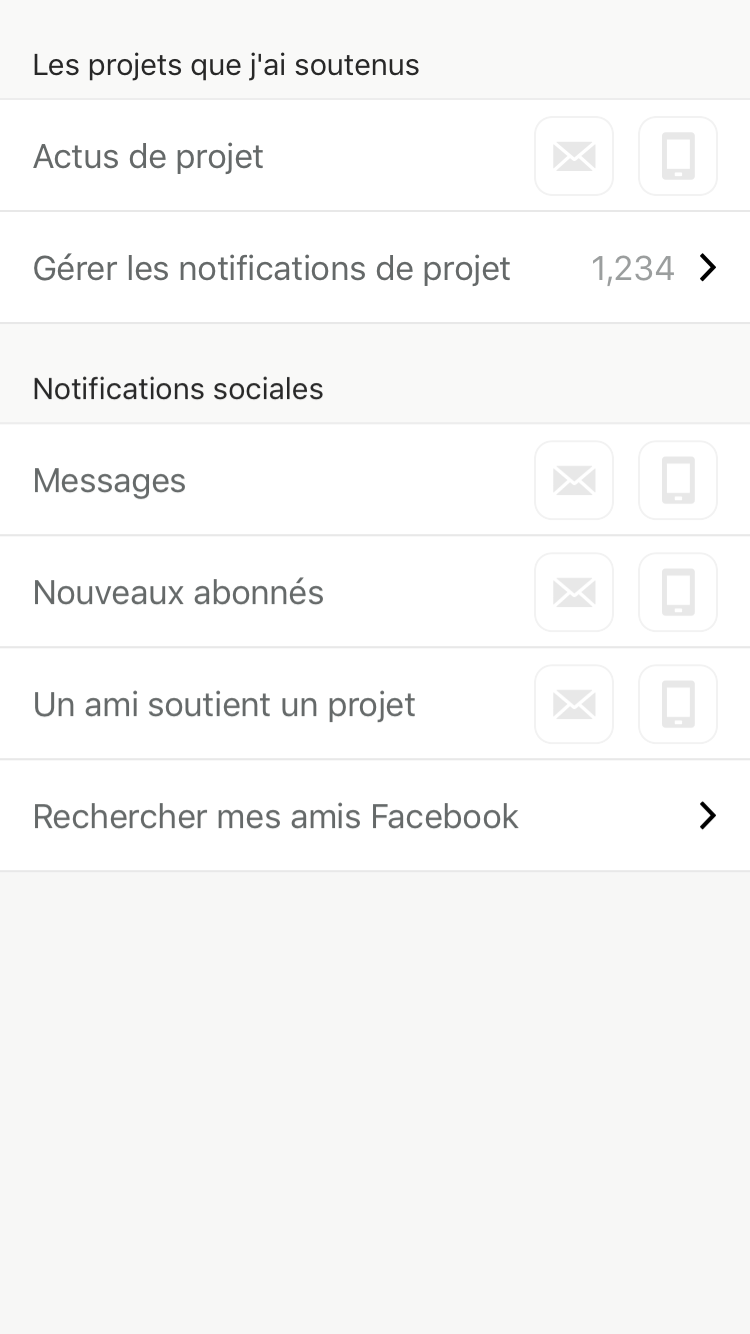 Les projets que j'ai soutenus
Actus de projet
Gérer les notifications de projet 1,234
Notifications sociales
Messages
Nouveaux abonnés
Un ami soutient un projet
Rechercher mes amis Facebook